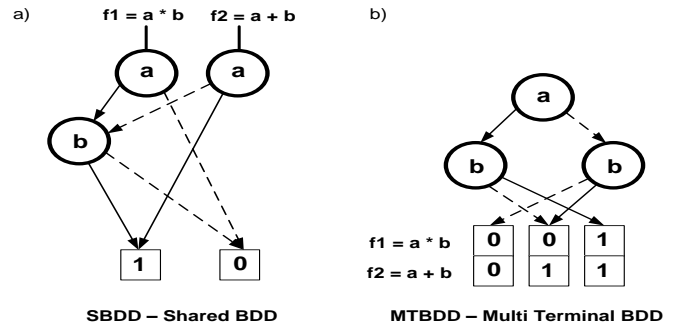 a)
f1 = a * b
f2 = a + b
a
a
b
1
0
SBDD – Shared BDD
b)
a
b
b
f1 = a * b
0
0
1
f2 = a + b
0
1
1
MTBDD – Multi Terminal BDD